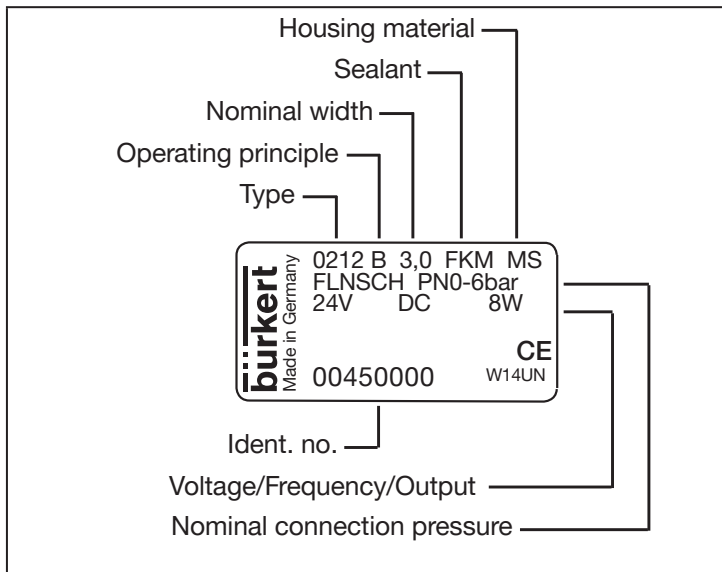 Housing material
Sealant
Nominal width
Operating principle
Type
bürkert
Made in Germany
0212 B 3,0 FKM MS
FLNSCH PN0-6bar
24V DC 8W
CE
00450000 W14UN
Ident. no.
Voltage/Frequency/Output
Nominal connection pressure